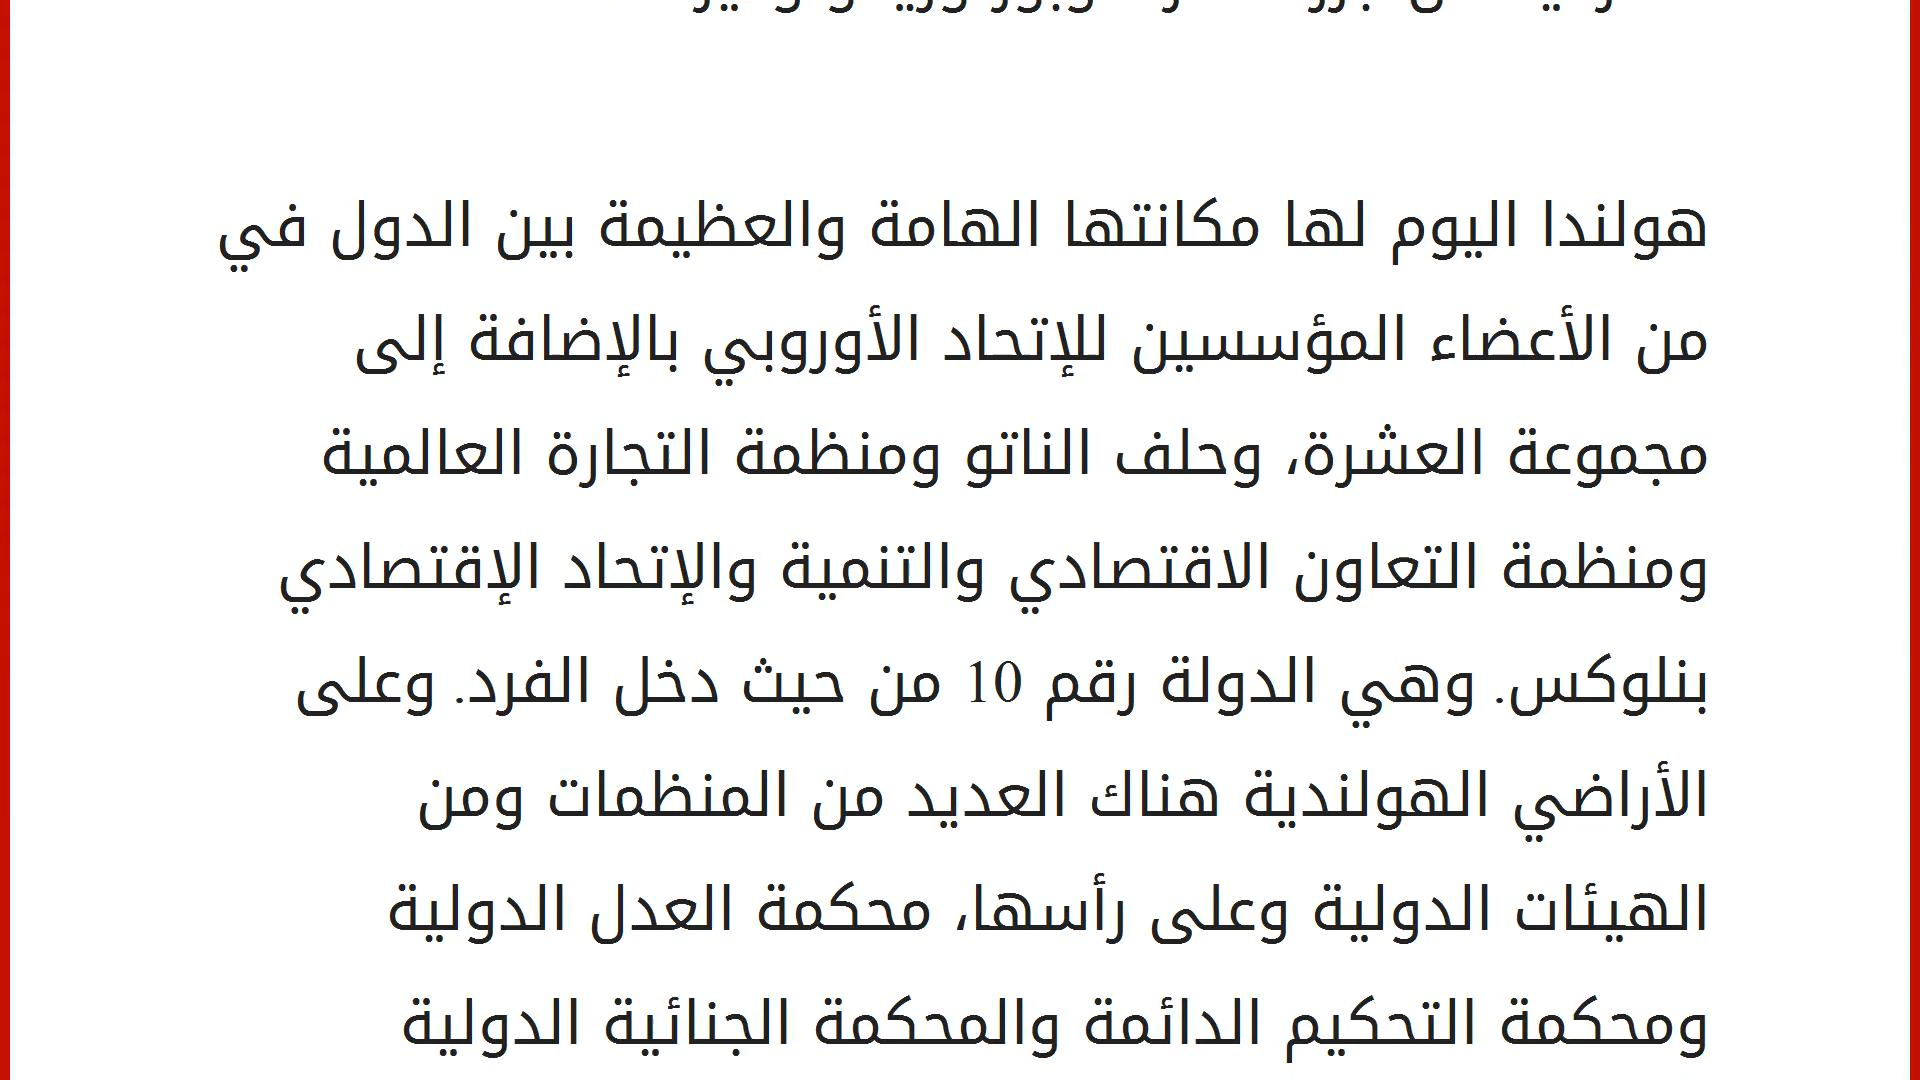 هولندا اليوم لها مكانتها الهامة والعظيمة بين الدول في
من الأعضاء المؤسسين للإتحاد الأوروبي بالإضافة إلى
مجموعة العشرة، وحلف الناتو ومنظمة التجارة العالمية
ومنظمة التعاون الاقتصادي والتنمية والإتحاد الإقتصادي
بنلوكس. وهي الدولة رقم 10 من حيث دخل الفرد. وعلى
الأراضي الهولندية هناك العديد من المنظمات ومن
الهيئات الدولية وعلى رأسها، محكمة العدل الدولية
ومحكمة التحكيم الدائمة والمحكمة الجنائية الدولية